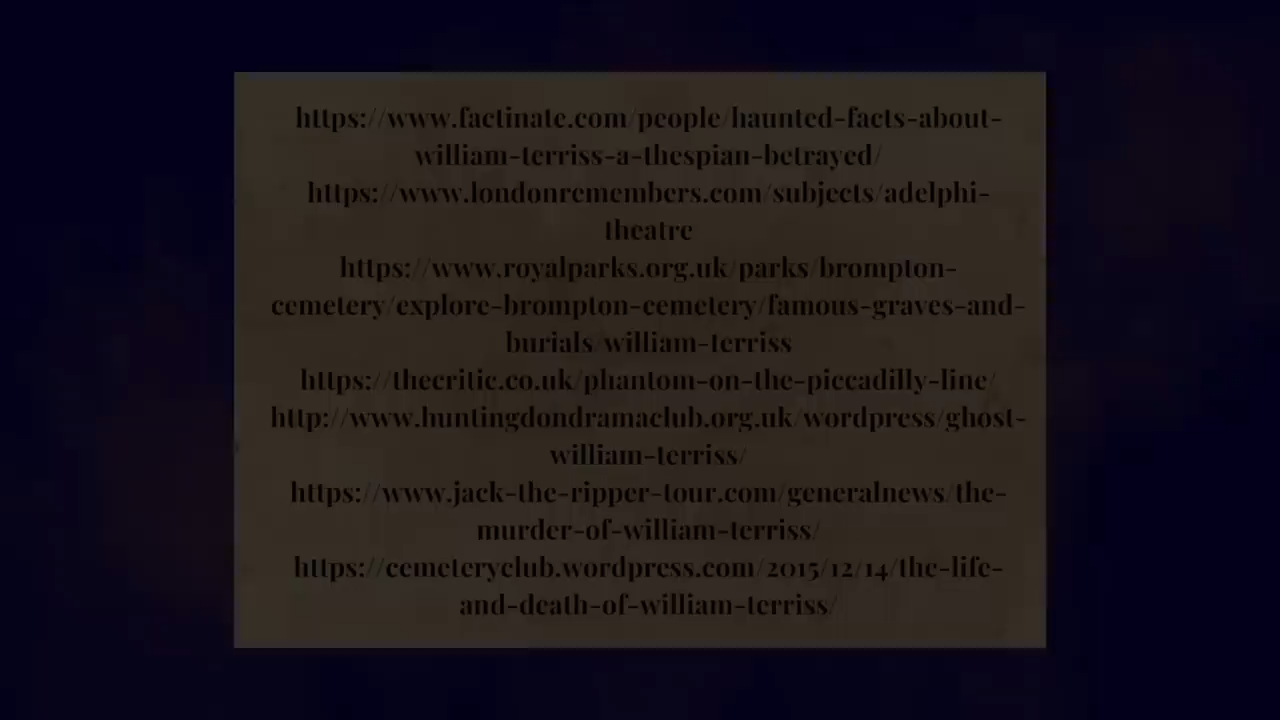 https://www.factinate.com/people/haunted-facts-about-
william-terriss-a-thespian-betrayed/
https://www.londonremembers.com/subjects/adelphi-
theatre
https://www.royalparks.org.uk/parks/brompton-
cemetery/explore-brompton-cemetery/famous-graves-and-
burials/william-terriss
https://thecritic.co.uk/phantom-on-the-piccadilly-line/
http://www.huntingdondramaclub.org.uk/wordpress/ghost-
william-terriss/
https://www.jack-the-ripper-tour.com/generalnews/the-
murder-of-william-terriss/
https://cemeteryclub.wordpress.com/2015/12/14/the-life-
and-death-of-william-terriss/